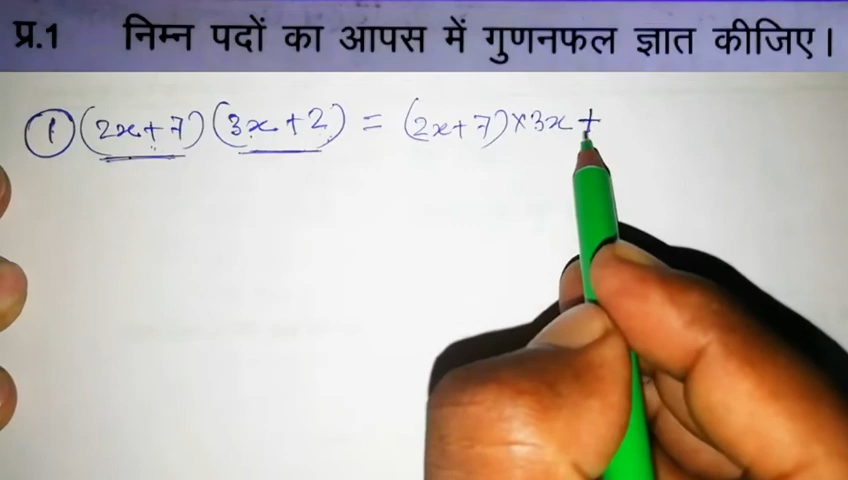 प्र.1 निम्न पदों का आपस में गुणनफल ज्ञात कीजिए।
① (2x+7) (3x+2) = (2x+7)×3x +